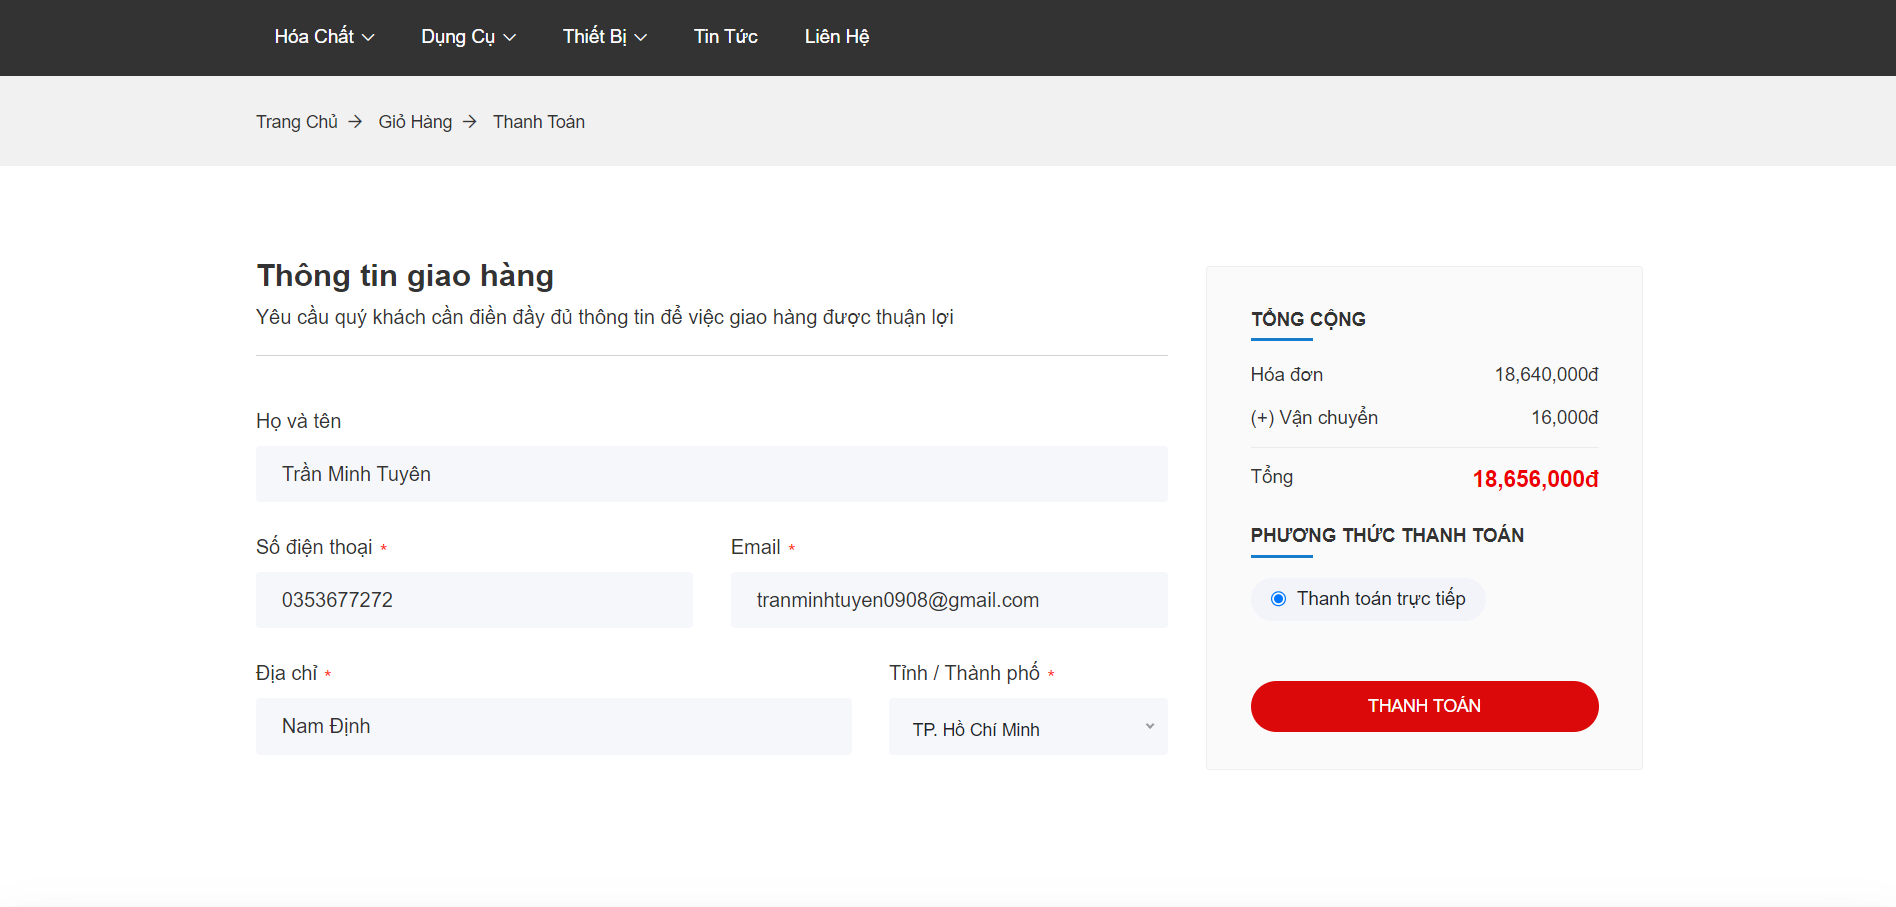 Hóa Chất Dụng Cụ Thiết Bị Tin Tức Liên Hệ
Trang Chủ → Giỏ Hàng → Thanh Toán
Thông tin giao hàng
Yêu cầu quý khách cần điền đầy đủ thông tin để việc giao hàng được thuận lợi
Họ và tên
Trần Minh Tuyên
Số điện thoại * Email *
0353677272 tranminhtuyen0908@gmail.com
Địa chỉ * Tỉnh / Thành phố *
Nam Định TP. Hồ Chí Minh
TỔNG CỘNG
Hóa đơn 18,640,000đ
(+) Vận chuyển 16,000đ
Tổng 18,656,000đ
PHƯƠNG THỨC THANH TOÁN
Thanh toán trực tiếp
THANH TOÁN